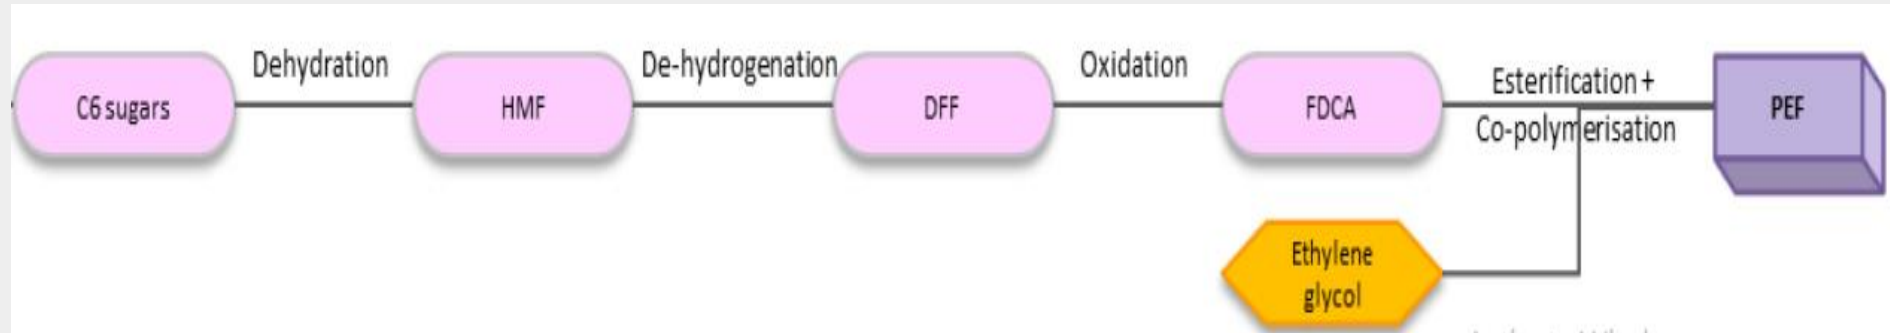 Dehydration
De-hydrogenation
Oxidation
Esterification +
Co-polymerisation
C6 sugars
HMF
DFF
FDCA
PEF
Ethylene
glycol